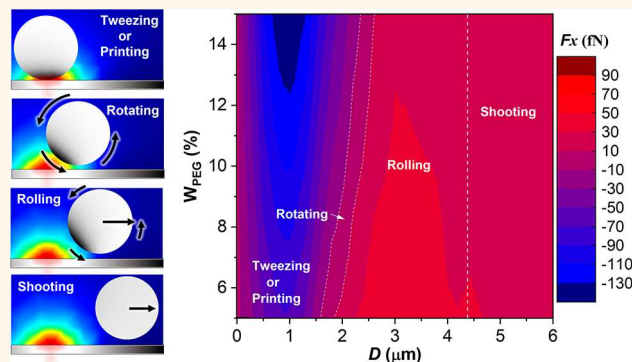 Tweezing
or
Printing
Rotating
Rolling
Shooting
W_PEG (%)
14
12
10
8
6
0
1
2
3
4
5
6
D (μm)
Tweezing
or
Printing
Rotating
Rolling
Shooting
Fx (fN)
90
70
50
30
10
-10
-30
-50
-70
-90
-110
-130